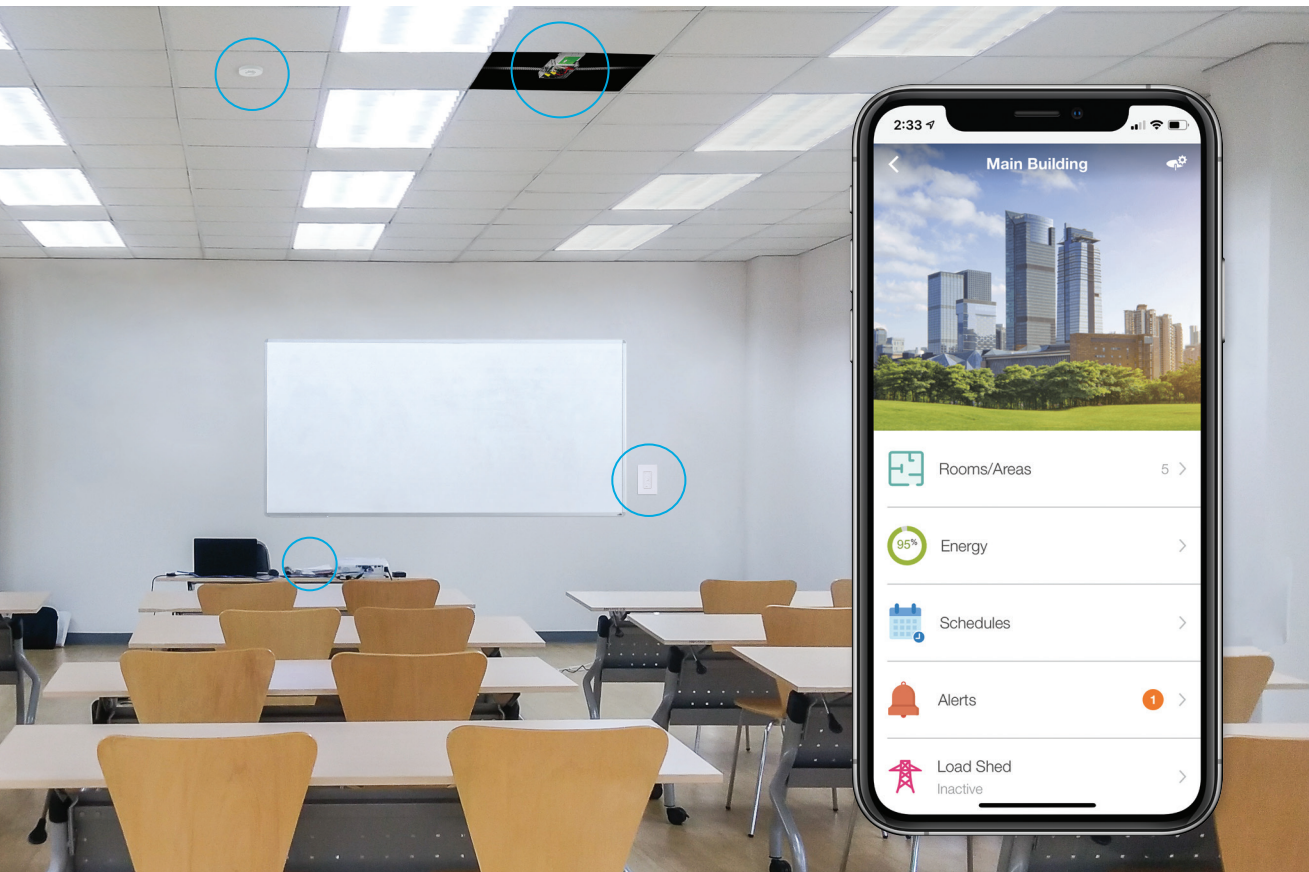 2:33
Main Building
Rooms/Areas 5
95% Energy
Schedules
Alerts 1
Load Shed
Inactive